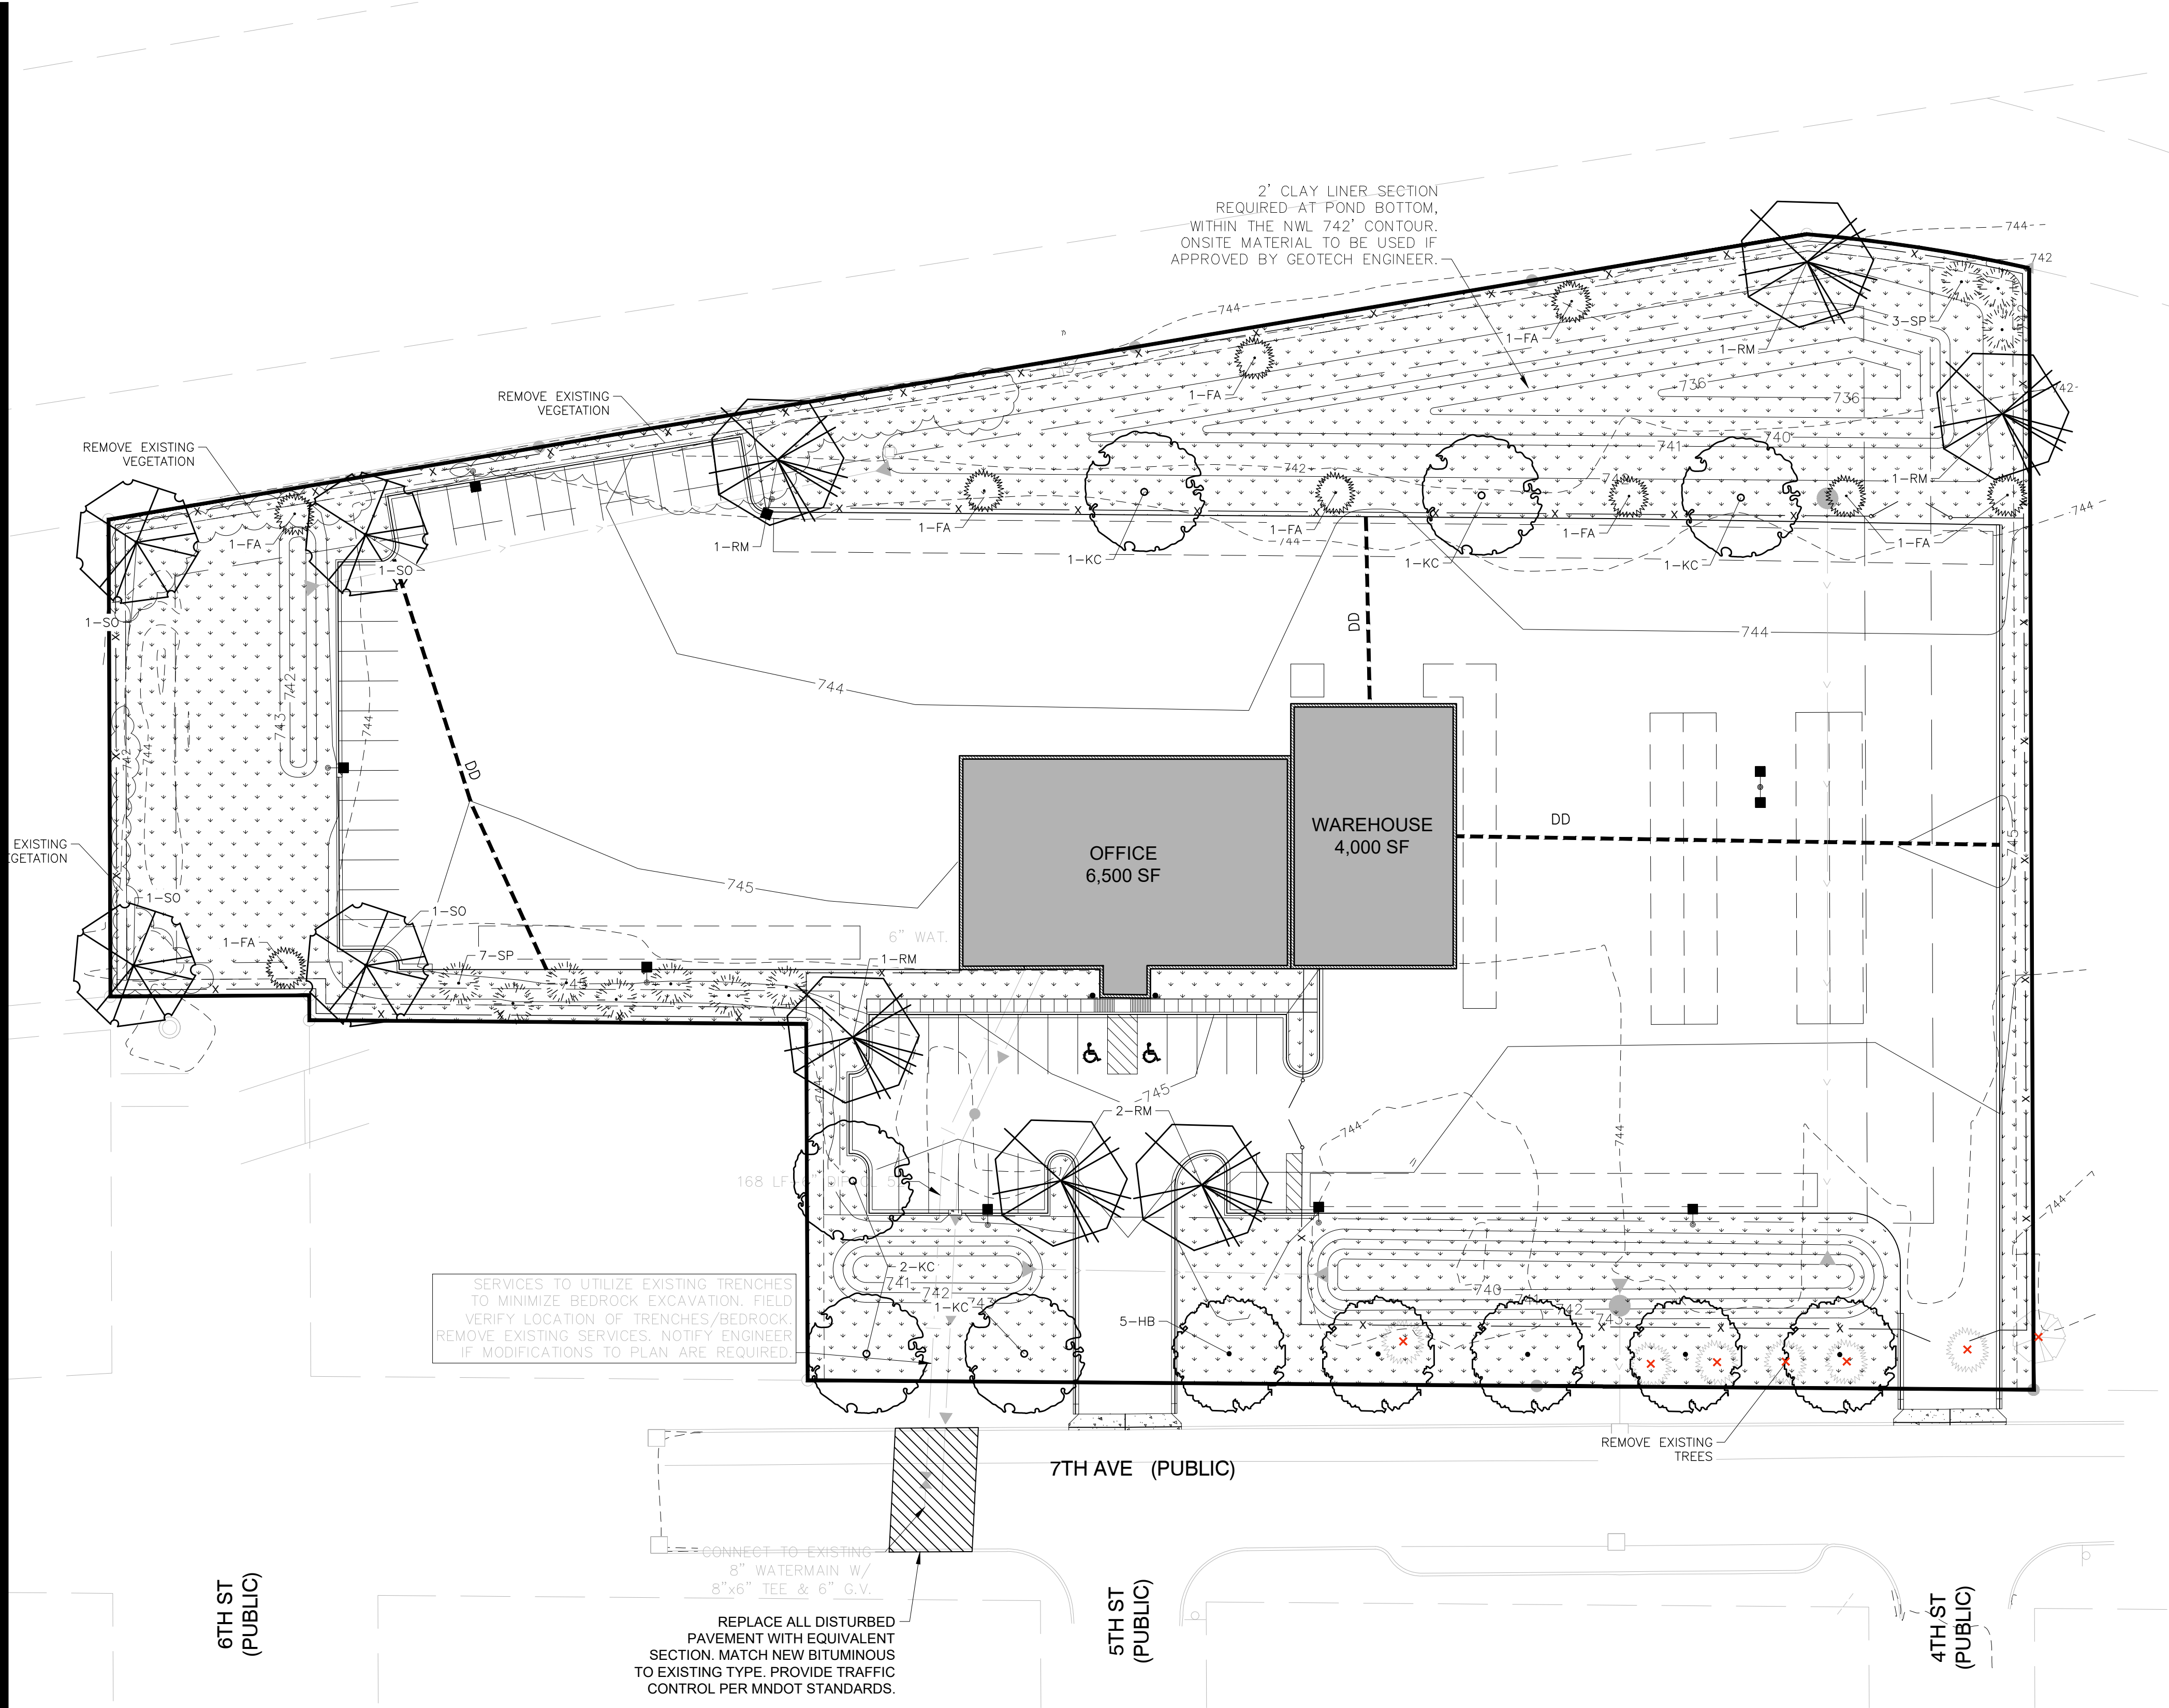 2' CLAY LINER SECTION
REQUIRED AT POND BOTTOM,
WITHIN THE NWL 742' CONTOUR.
ONSITE MATERIAL TO BE USED IF
APPROVED BY GEOTECH ENGINEER.
744
742
3-SP
1-FA
1-RM
744
1-FA
736
736
742
REMOVE EXISTING
VEGETATION
REMOVE EXISTING
VEGETATION
740
741
742
1-RM
744
1-FA
1-SO
1-RM
1-FA
1-KC
1-FA
744
1-KC
1-FA
1-KC
1-FA
1-SO
DD
744
744
742
743
744
742
744
DD
OFFICE
6,500 SF
WAREHOUSE
4,000 SF
DD
745
EXISTING
745
1-SO
1-SO
1-FA
7-SP
6" WAT.
1-RM
745
2-RM
744
744
744
744
168 LF
2-KC
741
742
1-KC
5-HB
740
741
742
743
SERVICES TO UTILIZE EXISTING TRENCHES
TO MINIMIZE BEDROCK EXCAVATION. FIELD
VERIFY LOCATION OF TRENCHES/BEDROCK.
REMOVE EXISTING SERVICES. NOTIFY ENGINEER
IF MODIFICATIONS TO PLAN ARE REQUIRED.
REMOVE EXISTING
TREES
7TH AVE (PUBLIC)
CONNECT TO EXISTING
8" WATERMAIN W/
8"x6" TEE & 6" G.V.
REPLACE ALL DISTURBED
PAVEMENT WITH EQUIVALENT
SECTION. MATCH NEW BITUMINOUS
TO EXISTING TYPE. PROVIDE TRAFFIC
CONTROL PER MNDOT STANDARDS.
6TH ST
(PUBLIC)
5TH ST
(PUBLIC)
4TH ST
(PUBLIC)